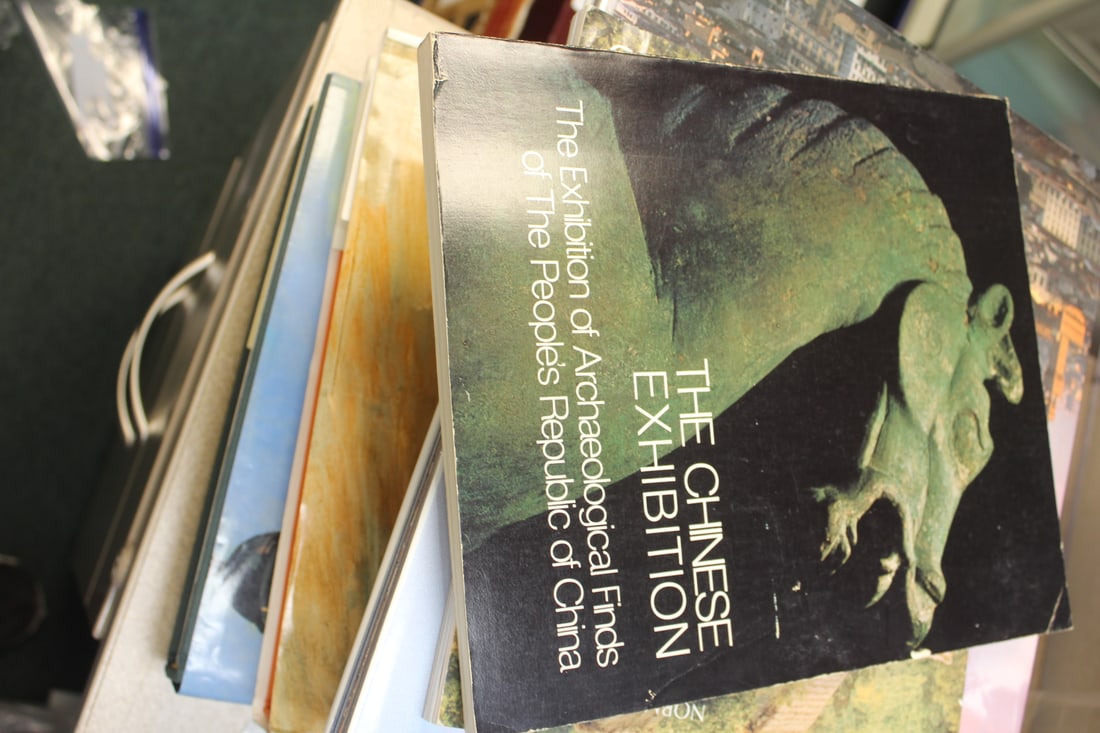 THE CHINESE
EXHIBITION
The Exhibition of Archaeological Finds
of The People's Republic of China